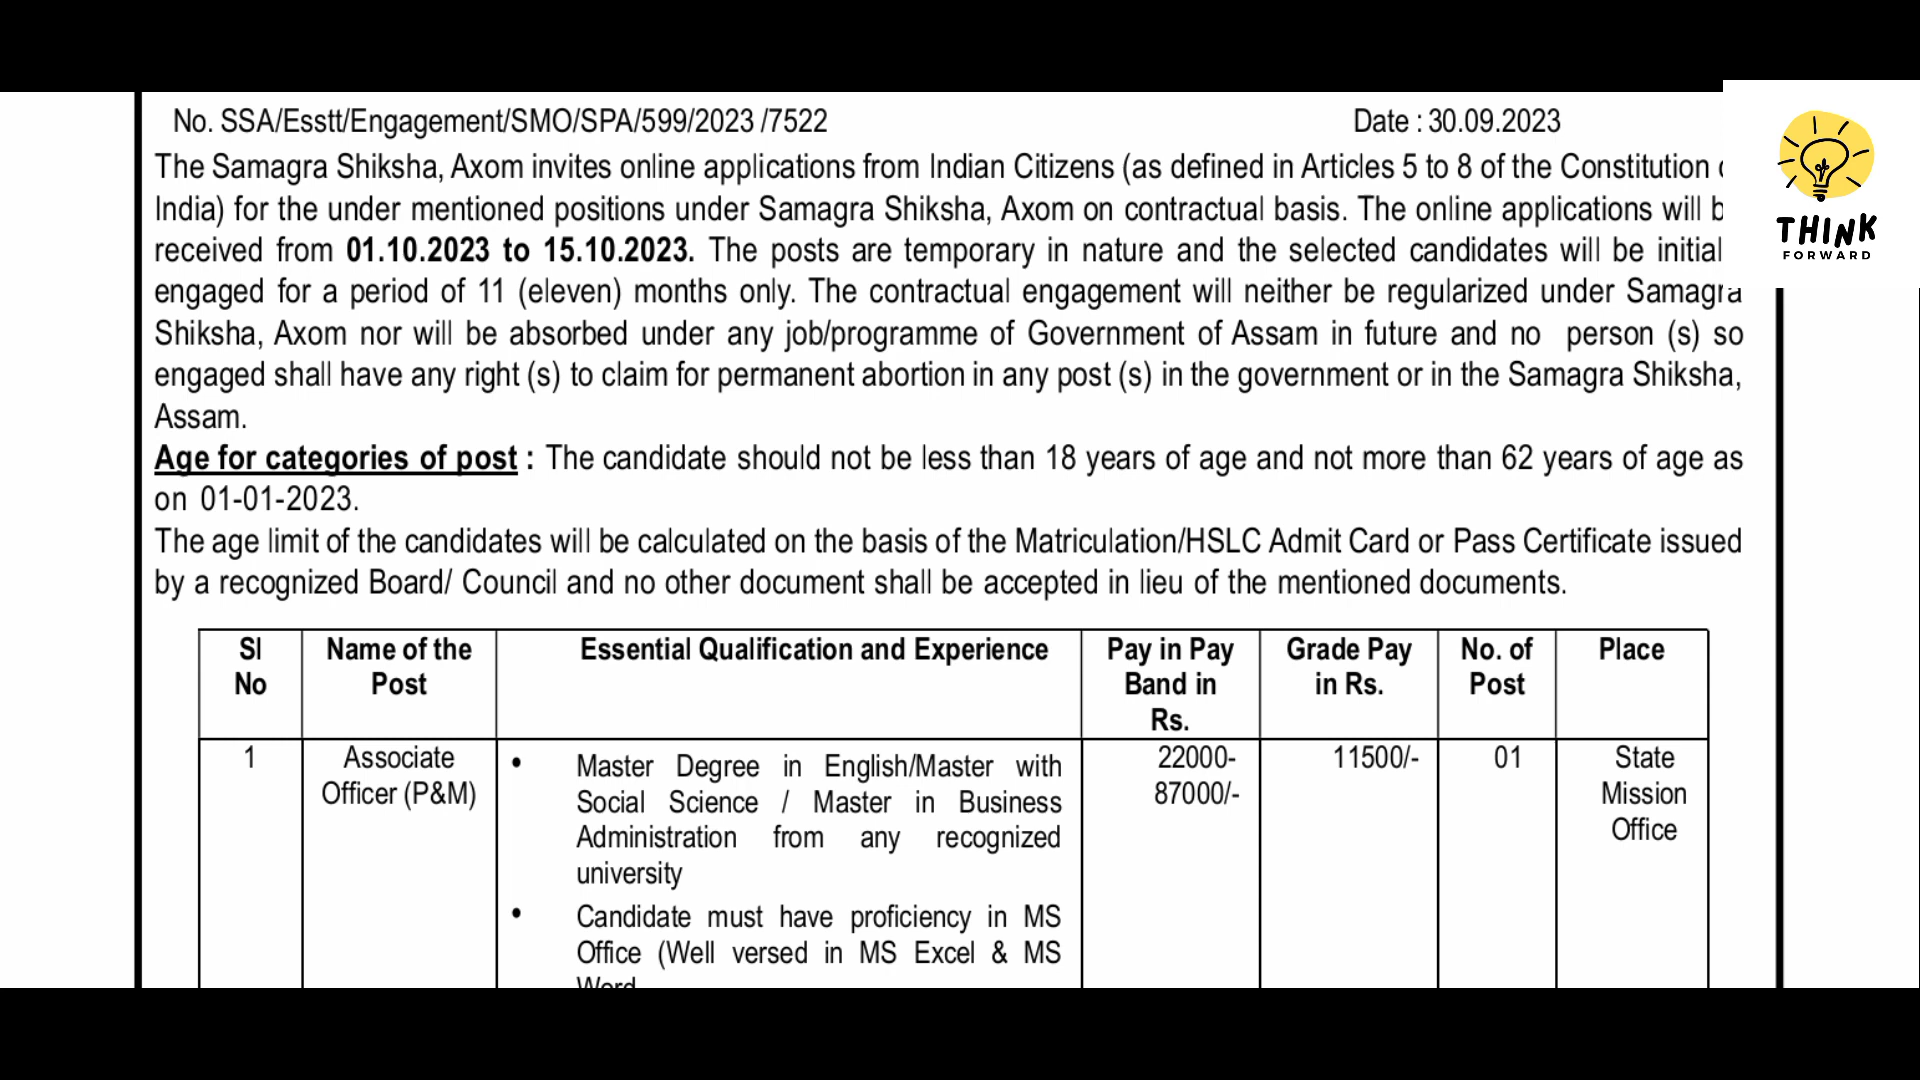 No. SSA/Esstt/Engagement/SMO/SPA/599/2023 /7522 Date : 30.09.2023
The Samagra Shiksha, Axom invites online applications from Indian Citizens (as defined in Articles 5 to 8 of the Constitution
India) for the under mentioned positions under Samagra Shiksha, Axom on contractual basis. The online applications will
received from 01.10.2023 to 15.10.2023. The posts are temporary in nature and the selected candidates will be initial
engaged for a period of 11 (eleven) months only. The contractual engagement will neither be regularized under Samagra
Shiksha, Axom nor will be absorbed under any job/programme of Government of Assam in future and no person (s) so
engaged shall have any right (s) to claim for permanent abortion in any post (s) in the government or in the Samagra Shiksha,
Assam.
Age for categories of post : The candidate should not be less than 18 years of age and not more than 62 years of age as
on 01-01-2023.
The age limit of the candidates will be calculated on the basis of the Matriculation/HSLC Admit Card or Pass Certificate issued
by a recognized Board/ Council and no other document shall be accepted in lieu of the mentioned documents.
Sl No
Name of the Post
Essential Qualification and Experience
Pay in Pay Band in Rs.
Grade Pay in Rs.
No. of Post
Place
1
Associate
Officer (P&M)
• Master Degree in English/Master with
Social Science / Master in Business
Administration from any recognized
university
• Candidate must have proficiency in MS
Office (Well versed in MS Excel & MS
22000-
87000/-
11500/-
01
State
Mission
Office
THINK
FORWARD